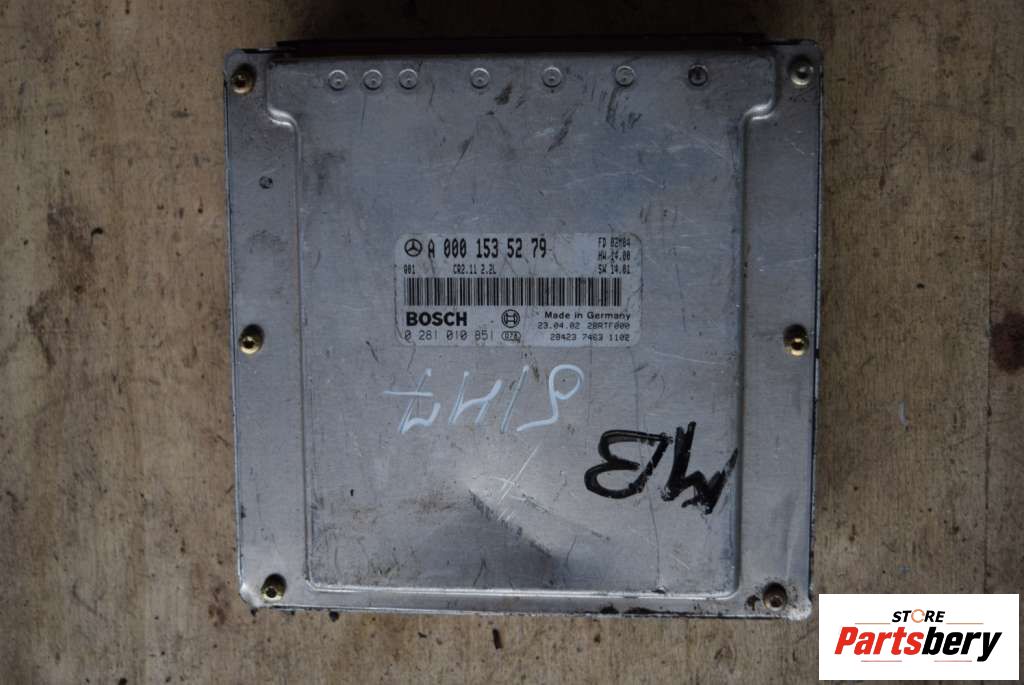 A 000 153 52 79
FD 02M04
Q01 CR2.11 2.2L
HW 14.00
SW 14.01
BOSCH
Made in Germany
23.04.02 28RTF000
0 281 010 851
28423 7463 1102
MB
STORE
Partsbery